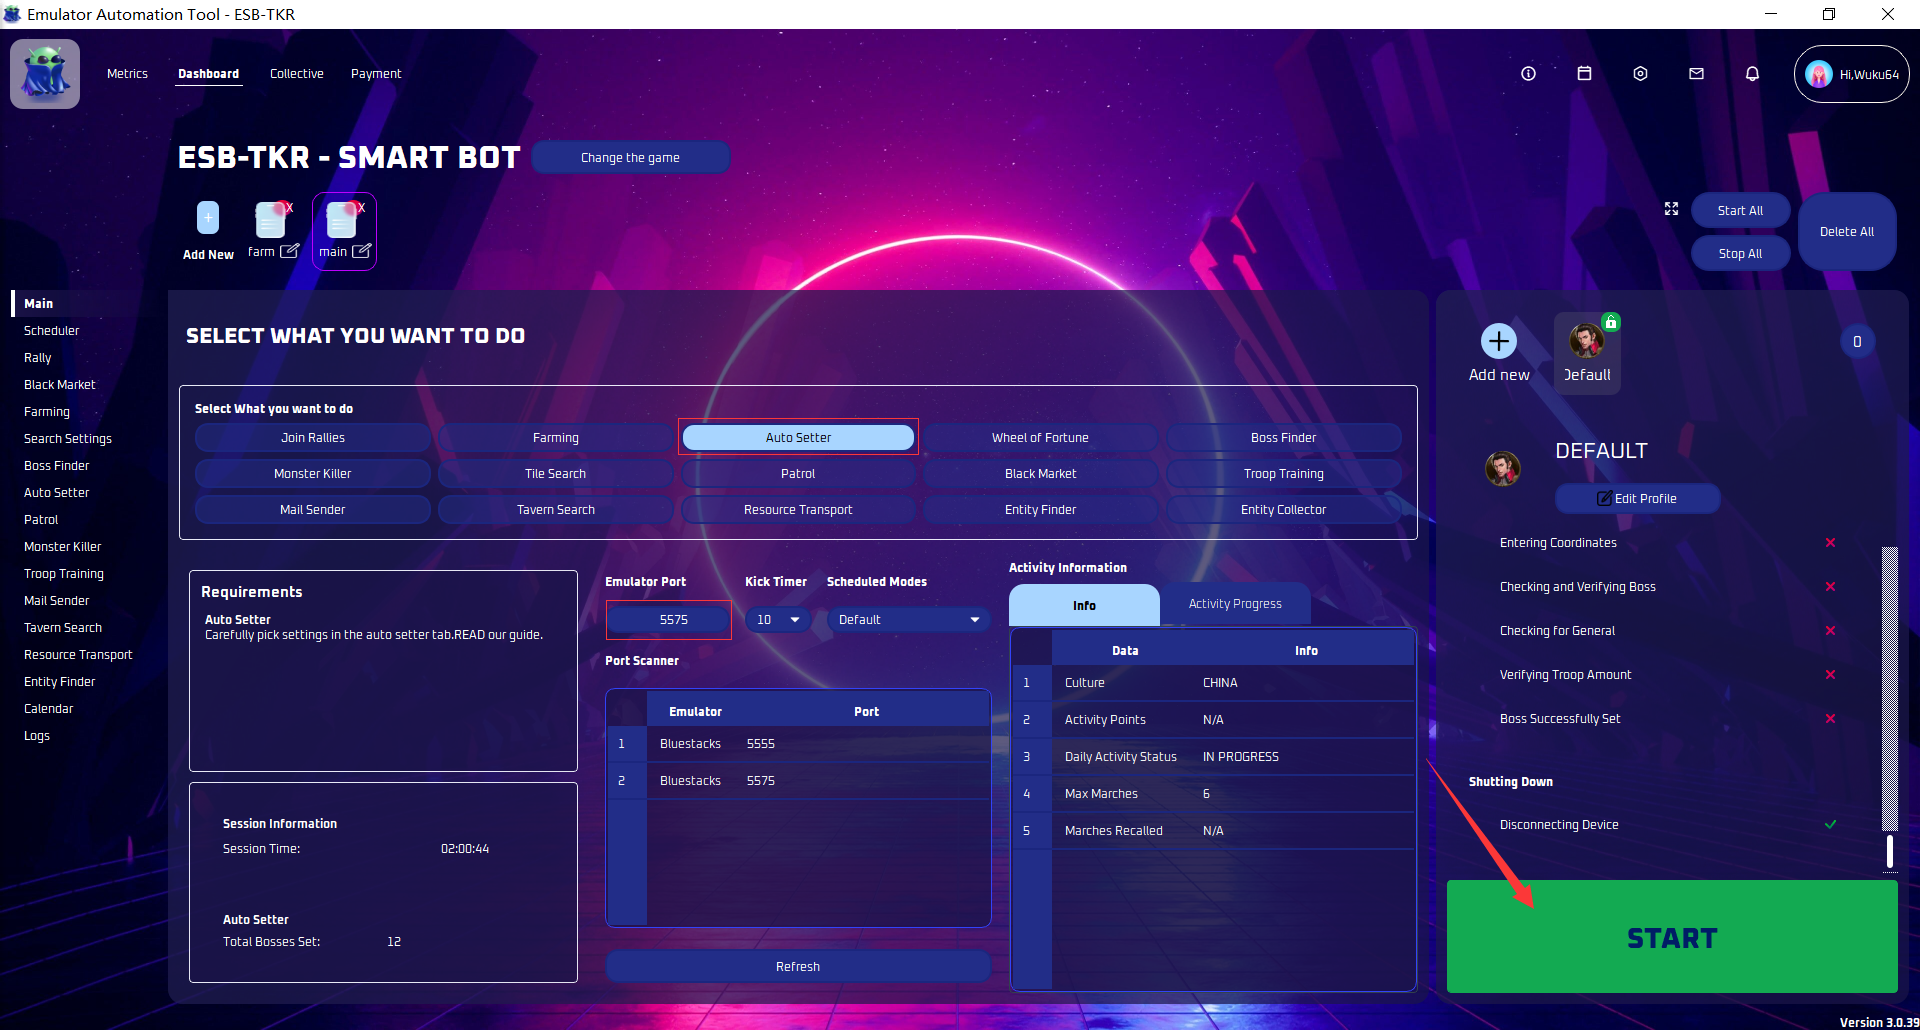 Emulator Automation Tool - ESB-TKR
Metrics
Dashboard
Collective
Payment
Hi,Wuku64
ESB-TKR - SMART BOT
Change the game
Add New
farm
X
main
X
Start All
Stop All
Delete All
Main
Scheduler
Rally
Black Market
Farming
Search Settings
Boss Finder
Auto Setter
Patrol
Monster Killer
Troop Training
Mail Sender
Tavern Search
Resource Transport
Entity Finder
Calendar
Logs
SELECT WHAT YOU WANT TO DO
Select What you want to do
Join Rallies
Farming
Auto Setter
Wheel of Fortune
Boss Finder
Monster Killer
Tile Search
Patrol
Black Market
Troop Training
Mail Sender
Tavern Search
Resource Transport
Entity Finder
Entity Collector
Requirements
Auto Setter
Carefully pick settings in the auto setter tab.READ our guide.
Session Information
Session Time: 02:00:44
Auto Setter
Total Bosses Set: 12
Emulator Port
5575
Kick Timer
10
Scheduled Modes
Default
Port Scanner
Emulator Port
1 Bluestacks 5555
2 Bluestacks 5575
Refresh
Activity Information
Info
Activity Progress
Data Info
1 Culture CHINA
2 Activity Points N/A
3 Daily Activity Status IN PROGRESS
4 Max Marches 6
5 Marches Recalled N/A
Add new
Default
0
DEFAULT
Edit Profile
Entering Coordinates
Checking and Verifying Boss
Checking for General
Verifying Troop Amount
Boss Successfully Set
Shutting Down
Disconnecting Device
START
Version 3.0.39